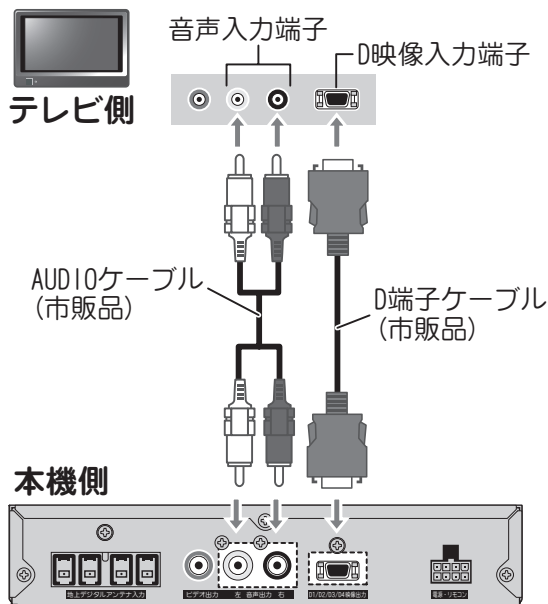 音声入力端子
D映像入力端子
テレビ側
AUDIOケーブル
(市販品)
D端子ケーブル
(市販品)
本機側
地上デジタルアンテナ入力
ビデオ出力
左 音声出力 右
D1/D2/D3/D4映像出力
電源・リモコン